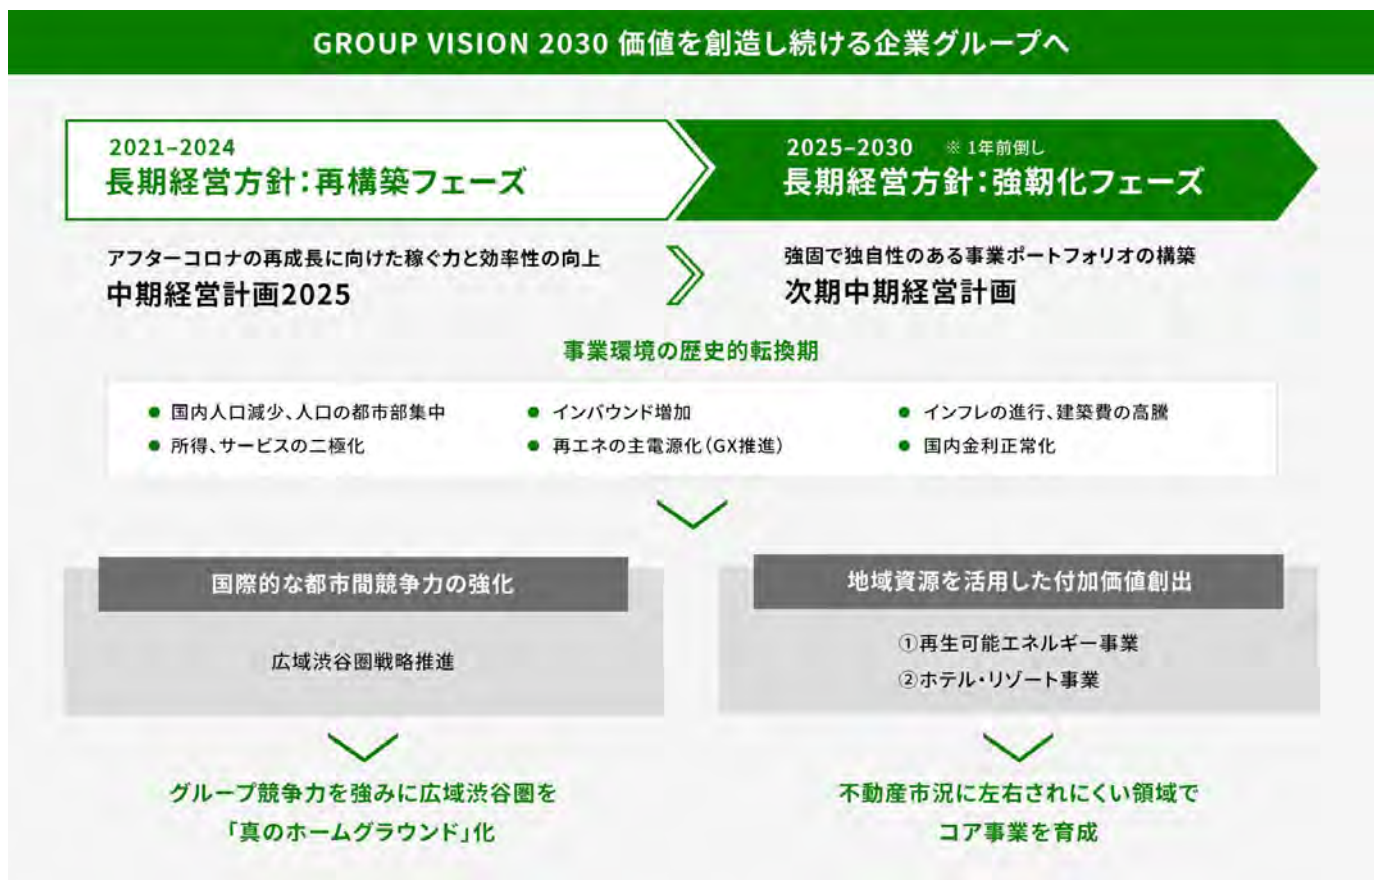 GROUP VISION 2030 価値を創造し続ける企業グループへ
2021–2024
長期経営方針：再構築フェーズ
2025–2030 ※ 1年前倒し
長期経営方針：強靭化フェーズ
アフターコロナの再成長に向けた稼ぐ力と効率性の向上
中期経営計画2025
強固で独自性のある事業ポートフォリオの構築
次期中期経営計画
事業環境の歴史的転換期
● 国内人口減少、人口の都市部集中
● 所得、サービスの二極化
● インバウンド増加
● 再エネの主電源化（GX推進）
● インフレの進行、建築費の高騰
● 国内金利正常化
国際的な都市間競争力の強化
広域渋谷圏戦略推進
グループ競争力を強みに広域渋谷圏を
「真のホームグラウンド」化
地域資源を活用した付加価値創出
①再生可能エネルギー事業
②ホテル・リゾート事業
不動産市況に左右されにくい領域で
コア事業を育成